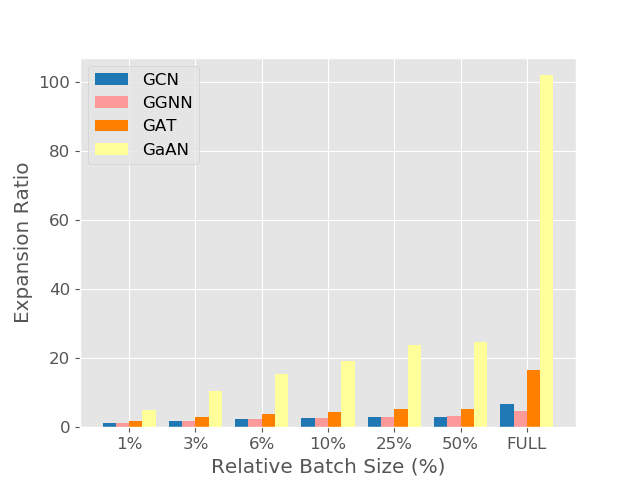 GCN
GGNN
GAT
GaAN
100
80
60
40
20
0
Expansion Ratio
1% 3% 6% 10% 25% 50% FULL
Relative Batch Size (%)